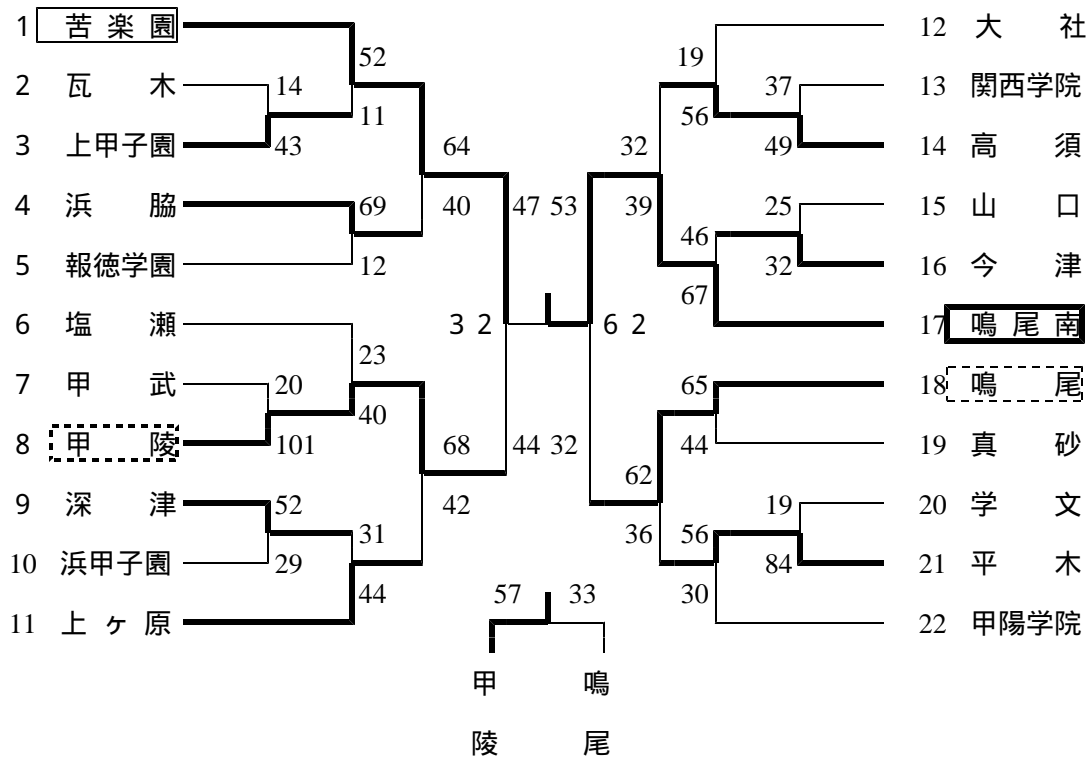 1 苦楽園 12 大社
52 19
2 瓦木 14 37 13 関西学院
11 56
3 上甲子園 43 64 32 49 14 高須
4 浜脇 69 40 47 53 39 25 15 山口
46
5 報徳学園 12 32 16 今津
67
6 塩瀬 32 62 17 鳴尾南
23
7 甲武 20 65 18 鳴尾
40
8 甲陵 101 68 44 32 44 19 真砂
62
9 深津 52 42 19 20 学文
31 36 56
10 浜甲子園 29 84 21 平木
44 57 33 30
11 上ヶ原 22 甲陽学院
甲 鳴
陵 尾